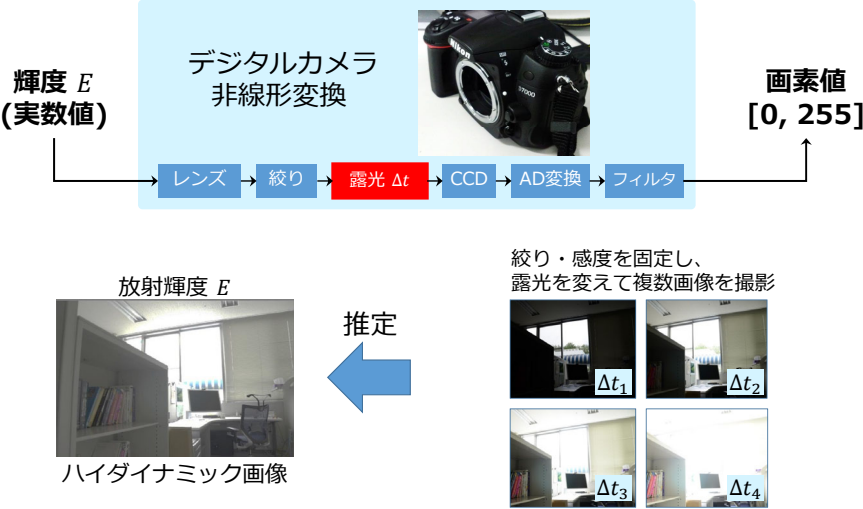 デジタルカメラ
非線形変換
Nikon
D7000
輝度 E
(実数値)
画素値
[0, 255]
レンズ
絞り
露光 Δt
CCD
AD変換
フィルタ
絞り・感度を固定し、
露光を変えて複数画像を撮影
放射輝度 E
推定
Δt₁
Δt₂
Δt₃
Δt₄
ハイダイナミック画像